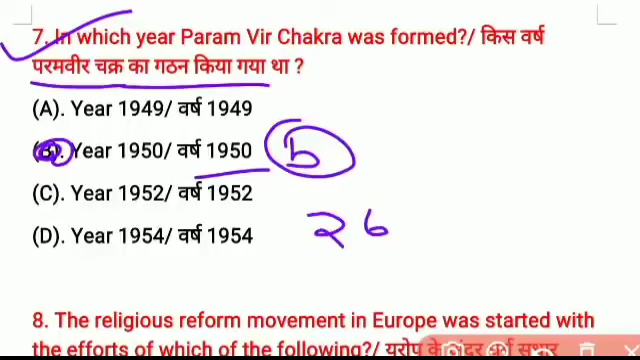 7. In which year Param Vir Chakra was formed?/ किस वर्ष
परमवीर चक्र का गठन किया गया था ?
(A). Year 1949/ वर्ष 1949
(B). Year 1950/ वर्ष 1950 b
(C). Year 1952/ वर्ष 1952
(D). Year 1954/ वर्ष 1954
26
8. The religious reform movement in Europe was started with
the efforts of which of the following?/ यूरोप के